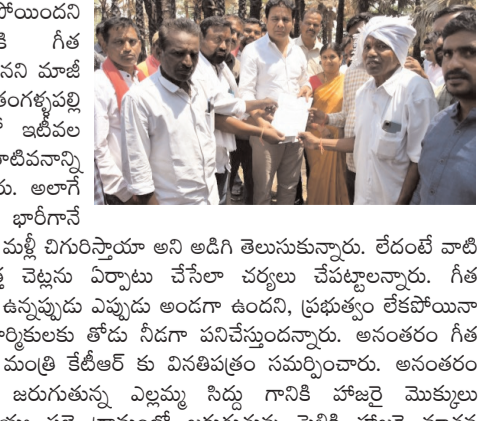 పోయిందని
కి గీత
నని మాజీ
తంగళ్ళపల్లి
ో ఇటీవల
ాటివనాన్ని
రు. అలాగే
భారీగానే
మళ్లీ చిగురిస్తాయా అని అడిగి తెలుసుకున్నారు. లేదంటే వాటి
త్త చెట్లను ఏర్పాటు చేసేలా చర్యలు చేపట్టాలన్నారు. గీత
ఉన్నప్పుడు ఎప్పుడు అండగా ఉందని, ప్రభుత్వం లేకపోయినా
ార్మికులకు తోడు నీడగా పనిచేస్తుందన్నారు. అనంతరం గీత
మంత్రి కేటీఆర్ కు వినతిపత్రం సమర్పించారు. అనంతరం
జరుగుతున్న ఎల్లమ్మ సిద్దు గానికి హాజరై మొక్కులు